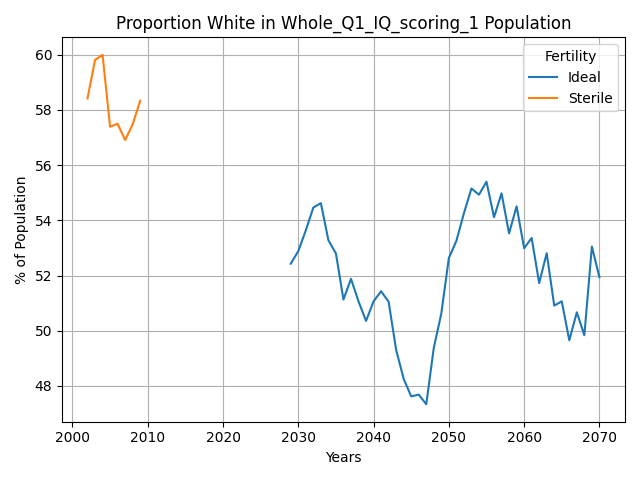 Proportion White in Whole_Q1_IQ_scoring_1 Population
Fertility
Ideal
Sterile
% of Population
60
58
56
54
52
50
48
2000 2010 2020 2030 2040 2050 2060 2070
Years